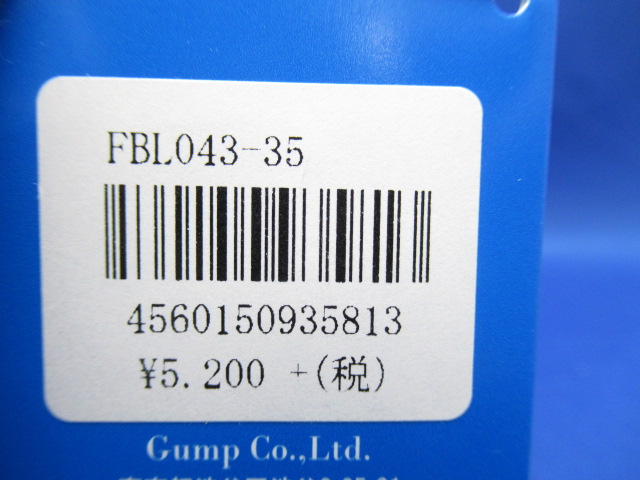 FBL043-35
4560150935813
¥5.200 +(税)
Gump Co.,Ltd.